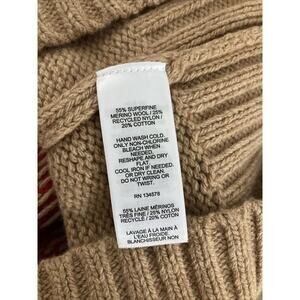 55% SUPERFINE
MERINO WOOL / 25%
RECYCLED NYLON /
20% COTTON
HAND WASH COLD.
ONLY NON-CHLORINE
BLEACH WHEN
NEEDED.
RESHAPE AND DRY
FLAT.
COOL IRON IF NEEDED.
OR DRY CLEAN.
DO NOT WRING OR
TWIST.
RN 134578
55% LAINE MÉRINOS
TRÈS FINE / 25% NYLON
RECYCLÉ / 20% COTON
LAVAGE À LA MAIN À
L'EAU FROIDE
BLANCHISSEUR NON